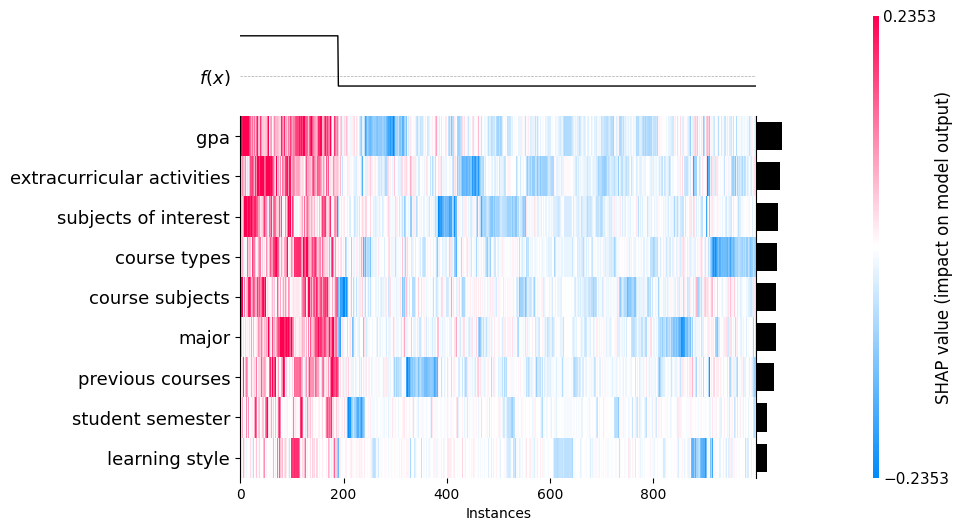 f(x)
gpa
extracurricular activities
subjects of interest
course types
course subjects
major
previous courses
student semester
learning style
0 200 400 600 800
Instances
0.2353
SHAP value (impact on model output)
−0.2353